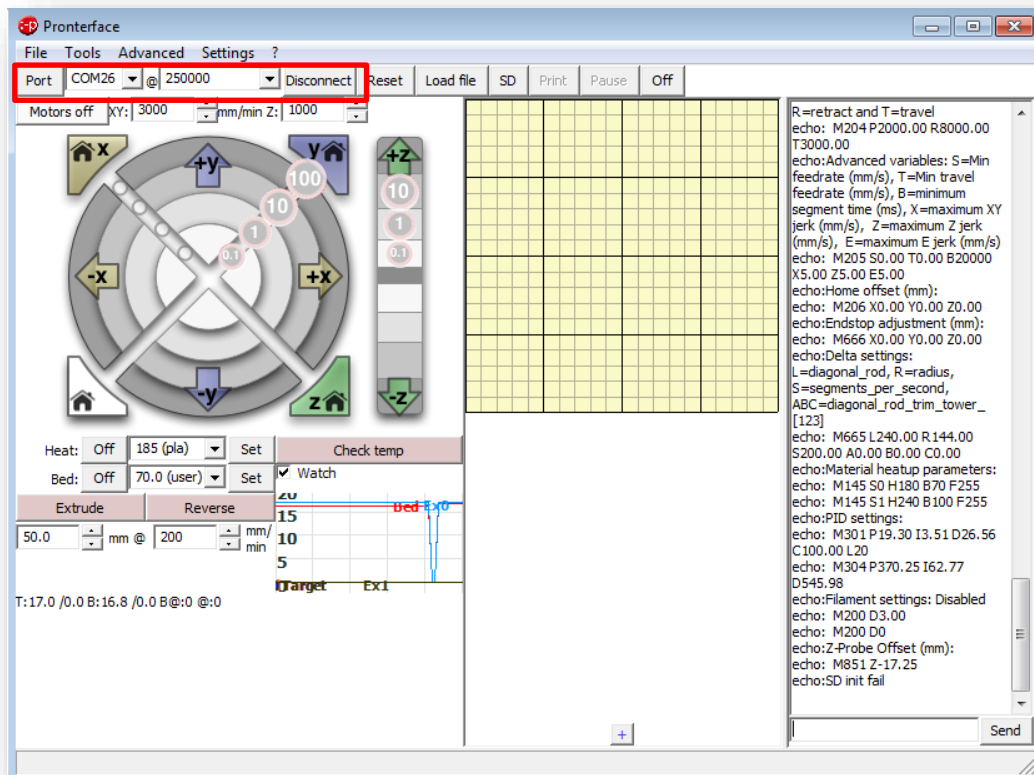 Pronterface
File Tools Advanced Settings ?
Port COM26 @ 250000 Disconnect Reset Load file SD Print Pause Off
Motors off XY: 3000 mm/min Z: 1000
x +y y +z
100 10
10 1
1 0.1
0.1
-x +x
-y z -z
Heat: Off 185 (pla) Set Check temp
Bed: Off 70.0 (user) Set Watch
Extrude Reverse
50.0 mm @ 200 mm/
min
20
Bed Ex0
15
10
5
Target Ex1
T:17.0 /0.0 B:16.8 /0.0 B@:0 @:0
+
R=retract and T=travel
echo: M204 P2000.00 R8000.00
T3000.00
echo:Advanced variables: S=Min
feedrate (mm/s), T=Min travel
feedrate (mm/s), B=minimum
segment time (ms), X=maximum XY
jerk (mm/s), Z=maximum Z jerk
(mm/s), E=maximum E jerk (mm/s)
echo: M205 S0.00 T0.00 B20000
X5.00 Z5.00 E5.00
echo:Home offset (mm):
echo: M206 X0.00 Y0.00 Z0.00
echo:Endstop adjustment (mm):
echo: M666 X0.00 Y0.00 Z0.00
echo:Delta settings:
L=diagonal_rod, R=radius,
S=segments_per_second,
ABC=diagonal_rod_trim_tower_
[123]
echo: M665 L240.00 R144.00
S200.00 A0.00 B0.00 C0.00
echo:Material heatup parameters:
echo: M145 S0 H180 B70 F255
echo: M145 S1 H240 B100 F255
echo:PID settings:
echo: M301 P19.30 I3.51 D26.56
C100.00 L20
echo: M304 P370.25 I62.77
D545.98
echo:Filament settings: Disabled
echo: M200 D3.00
echo: M200 D0
echo:Z-Probe Offset (mm):
echo: M851 Z-17.25
echo:SD init fail
Send